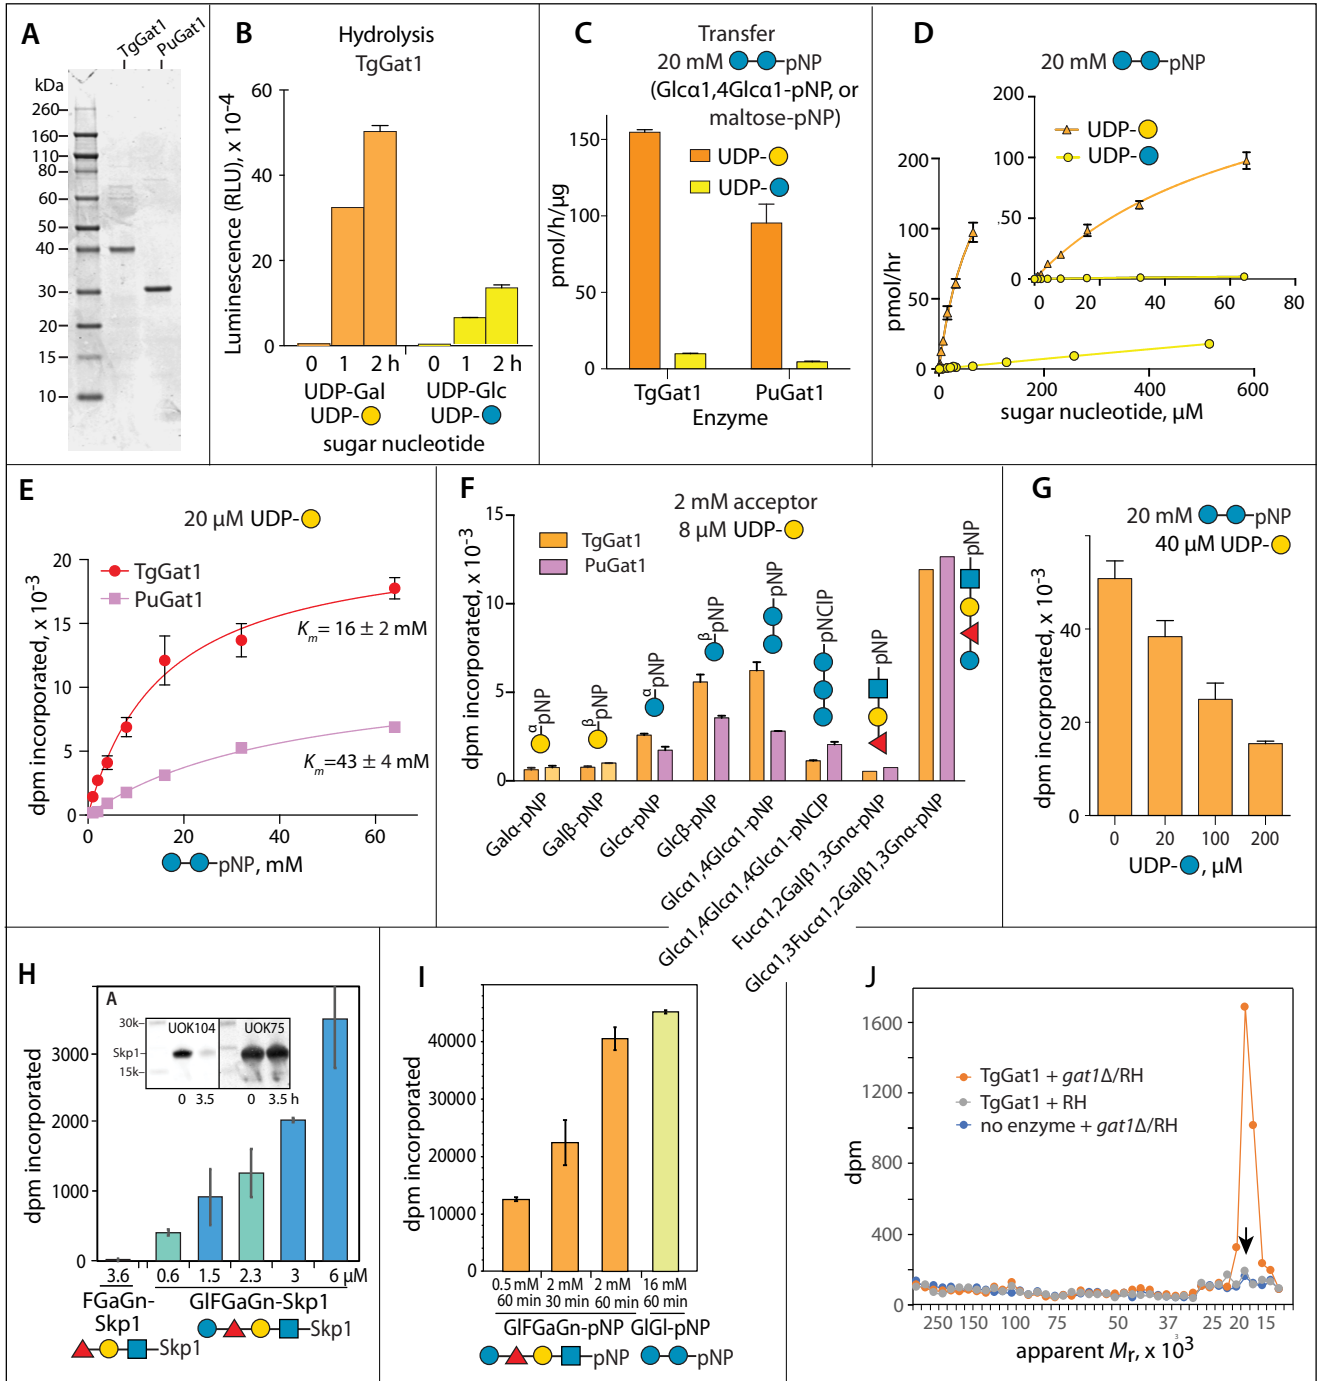 A
TgGat1
PuGat1
kDa
260
160
110
80
60
50
40
30
20
15
10
B
Hydrolysis
TgGat1
Luminescence (RLU), x 10-4
60
40
20
0
0 1 2 h 0 1 2 h
UDP-Gal UDP-Glc
UDP- UDP-
sugar nucleotide
C
Transfer
20 mM -pNP
(Glcα1,4Glcα1-pNP, or
maltose-pNP)
UDP-
UDP-
pmol/h/µg
150
100
50
0
TgGat1 PuGat1
Enzyme
D
20 mM -pNP
UDP-
UDP-
200
100
50
0
0 20 40 60 80
pmol/hr
200
100
50
0
0 200 400 600
sugar nucleotide, µM
E
20 µM UDP-
TgGat1
PuGat1
Km= 16 ± 2 mM
Km=43 ± 4 mM
dpm incorporated, x 10-3
20
15
10
5
0
0 20 40 60
-pNP, mM
F
2 mM acceptor
8 µM UDP-
TgGat1
PuGat1
dpm incorporated, x 10-3
15
10
5
0
α pNP
β pNP
α pNP
β pNP
pNP
pNClP
pNP
pNP
Galα-pNP
Galβ-pNP
Glcα-pNP
Glcβ-pNP
Glcα1,4Glcα1-pNP
Glcα1,4Glcα1,4Glcα1-pNClP
Fucα1,2Galβ1,3Gnα-pNP
Glcα1,3Fucα1,2Galβ1,3Gnα-pNP
G
20 mM -pNP
40 µM UDP-
dpm incorporated, x 10-3
40
20
0
0 20 100 200
UDP- , µM
H
A
UOK104 UOK75
30k
Skp1
15k
0 3.5 0 3.5 h
dpm incorporated
3000
2000
1000
0
3.6 0.6 1.5 2.3 3 6 µM
FGaGn-
Skp1
GlFGaGn-Skp1
-Skp1
-Skp1
I
dpm incorporated
40000
30000
20000
10000
0
0.5 mM 2 mM 2 mM 16 mM
60 min 30 min 60 min 60 min
GlFGaGn-pNP GlGl-pNP
-pNP -pNP
J
TgGat1 + gat1Δ/RH
TgGat1 + RH
no enzyme + gat1Δ/RH
dpm
1600
1200
800
400
0
250 150 100 75 50 37 25 20 15
apparent Mr, x 10³